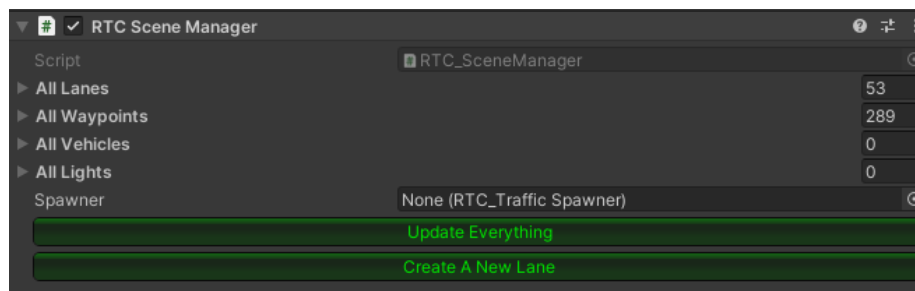 # RTC Scene Manager
Script RTC_SceneManager
All Lanes 53
All Waypoints 289
All Vehicles 0
All Lights 0
Spawner None (RTC_Traffic Spawner)
Update Everything
Create A New Lane